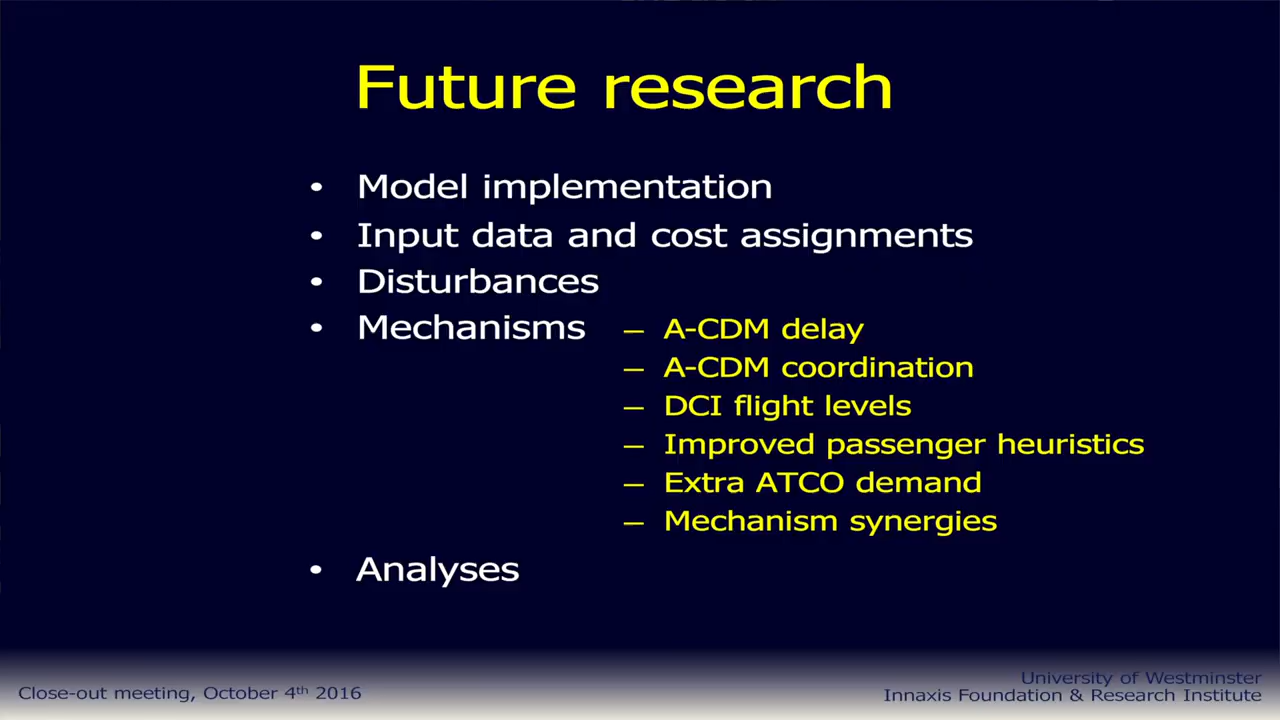 Future research
• Model implementation
• Input data and cost assignments
• Disturbances
• Mechanisms – A-CDM delay
– A-CDM coordination
– DCI flight levels
– Improved passenger heuristics
– Extra ATCO demand
– Mechanism synergies
• Analyses
Close-out meeting, October 4th 2016
University of Westminster
Innaxis Foundation & Research Institute